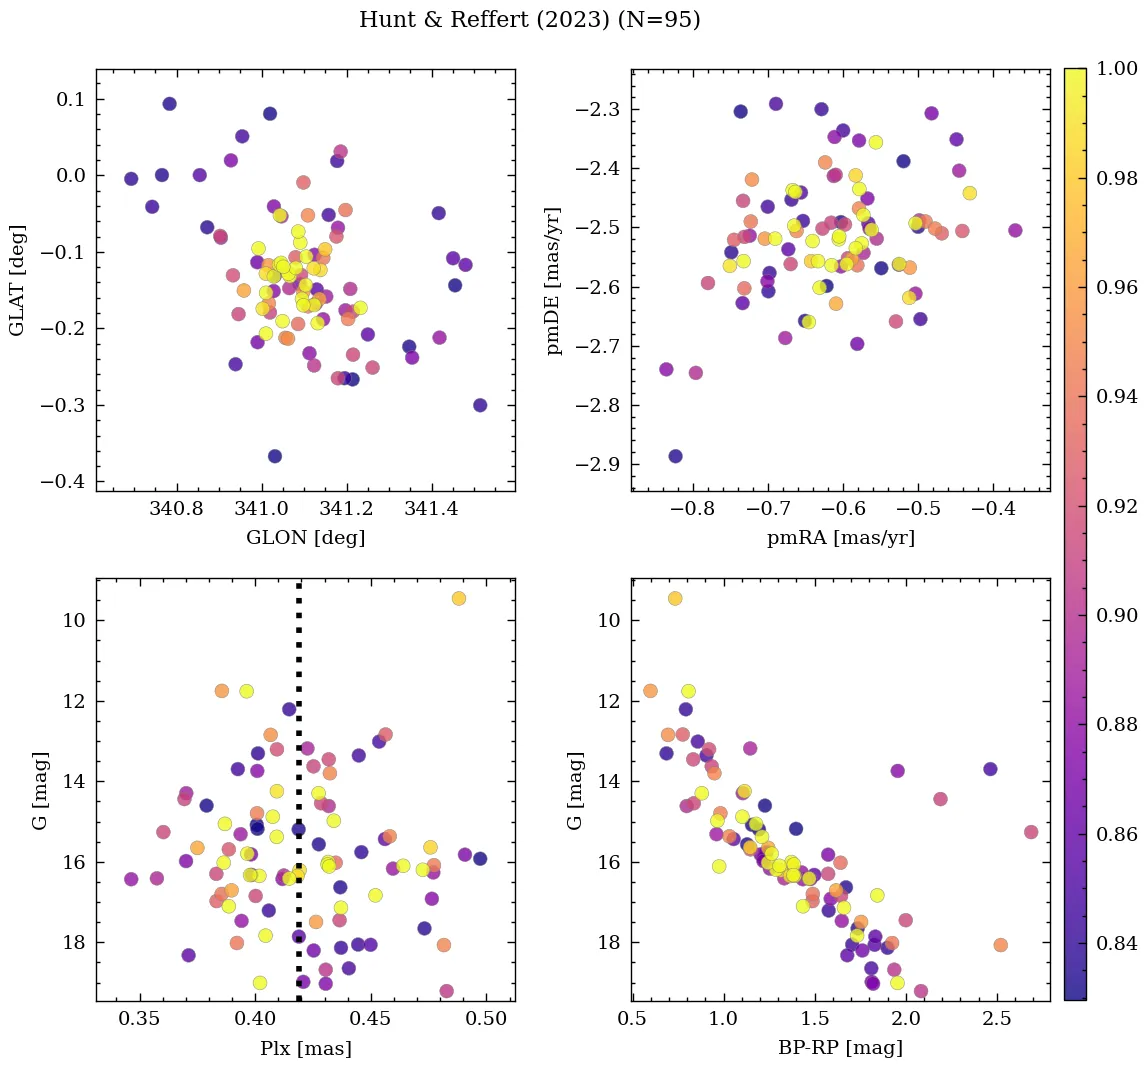 Hunt & Reffert (2023) (N=95)
0.1
0.0
−0.1
−0.2
−0.3
−0.4
GLAT [deg]
340.8 341.0 341.2 341.4
GLON [deg]
−2.3
−2.4
−2.5
−2.6
−2.7
−2.8
−2.9
pmDE [mas/yr]
−0.8 −0.7 −0.6 −0.5 −0.4
pmRA [mas/yr]
10
12
14
16
18
G [mag]
0.35 0.40 0.45 0.50
Plx [mas]
10
12
14
16
18
G [mag]
0.5 1.0 1.5 2.0 2.5
BP-RP [mag]
1.00
0.98
0.96
0.94
0.92
0.90
0.88
0.86
0.84